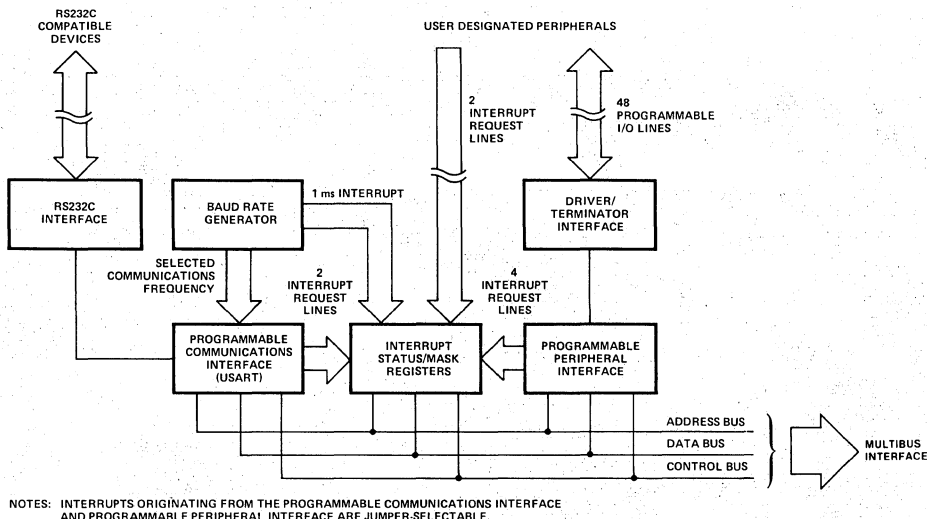 RS232C
COMPATIBLE
DEVICES
USER DESIGNATED PERIPHERALS
2
INTERRUPT
REQUEST
LINES
48
PROGRAMMABLE
I/O LINES
RS232C
INTERFACE
BAUD RATE
GENERATOR
1 ms INTERRUPT
DRIVER/
TERMINATOR
INTERFACE
SELECTED
COMMUNICATIONS
FREQUENCY
2
INTERRUPT
REQUEST
LINES
4
INTERRUPT
REQUEST
LINES
PROGRAMMABLE
COMMUNICATIONS
INTERFACE
(USART)
INTERRUPT
STATUS/MASK
REGISTERS
PROGRAMMABLE
PERIPHERAL
INTERFACE
ADDRESS BUS
DATA BUS
CONTROL BUS
MULTIBUS
INTERFACE
NOTES: INTERRUPTS ORIGINATING FROM THE PROGRAMMABLE COMMUNICATIONS INTERFACE
AND PROGRAMMABLE PERIPHERAL INTERFACE ARE JUMPER-SELECTABLE.